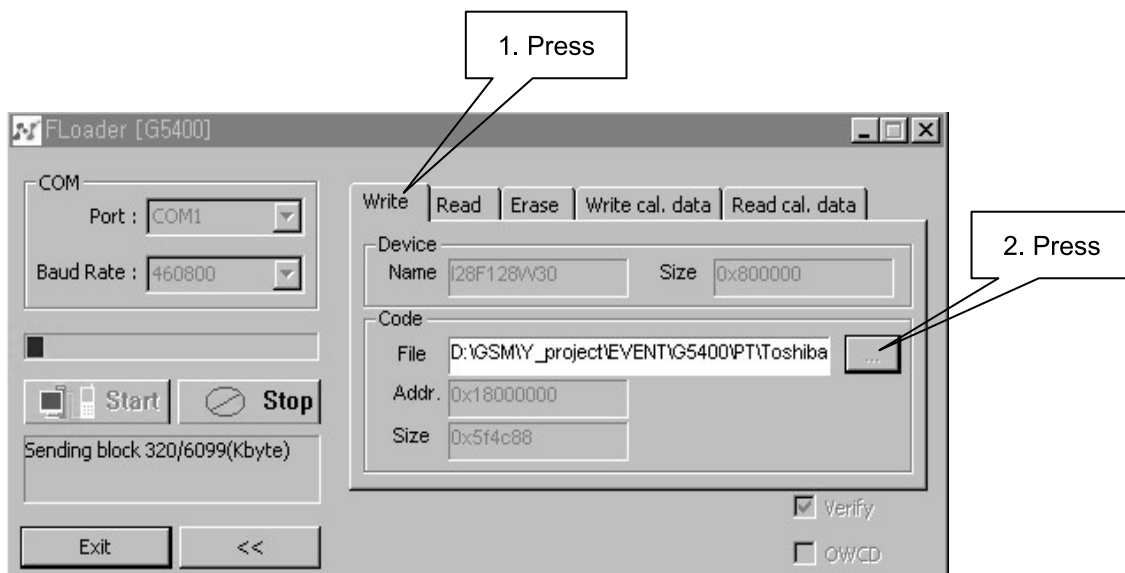 1. Press
FLoader [G5400]
COM
Port : COM1
Baud Rate : 460800
Start Stop
Sending block 320/6099(Kbyte)
Exit <<
Write Read Erase Write cal. data Read cal. data
Device
Name I28F128W30 Size 0x800000
Code
File D:\GSM\Y_project\EVENT\G5400\PT\Toshiba ...
Addr. 0x18000000
Size 0x5f4c88
Verify
OWCD
2. Press